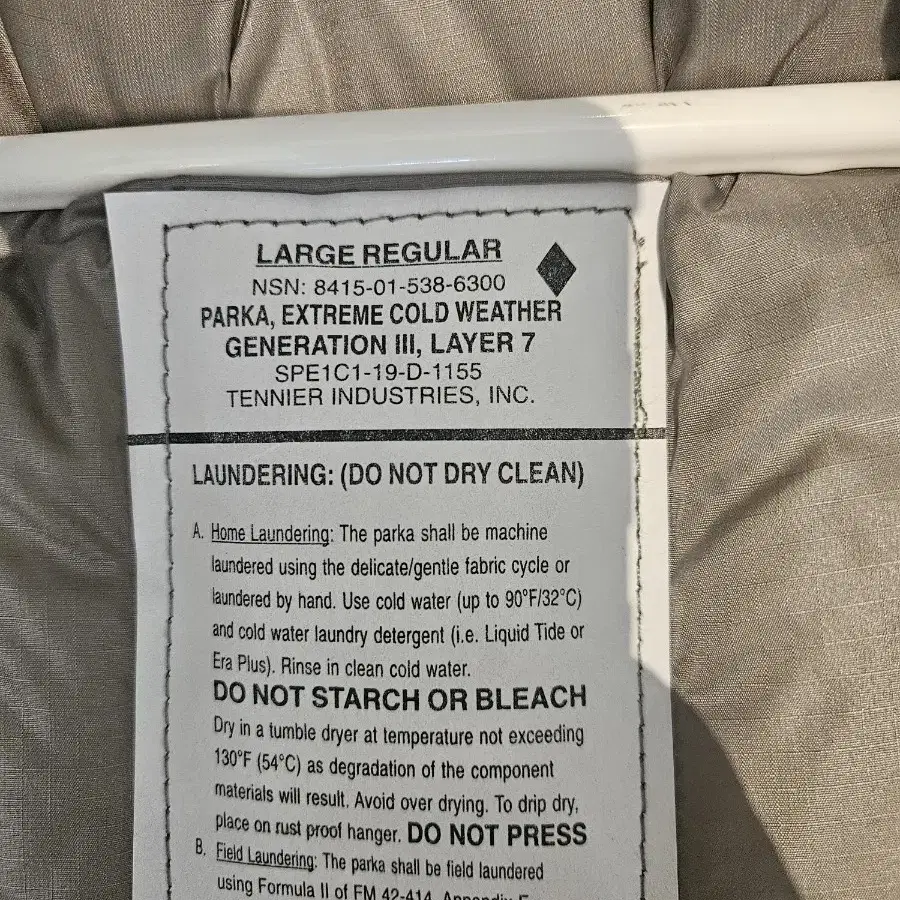 LARGE REGULAR
NSN: 8415-01-538-6300
PARKA, EXTREME COLD WEATHER
GENERATION III, LAYER 7
SPE1C1-19-D-1155
TENNIER INDUSTRIES, INC.
LAUNDERING: (DO NOT DRY CLEAN)
A. Home Laundering: The parka shall be machine
laundered using the delicate/gentle fabric cycle or
laundered by hand. Use cold water (up to 90°F/32°C)
and cold water laundry detergent (i.e. Liquid Tide or
Era Plus). Rinse in clean cold water.
DO NOT STARCH OR BLEACH
Dry in a tumble dryer at temperature not exceeding
130°F (54°C) as degradation of the component
materials will result. Avoid over drying. To drip dry,
place on rust proof hanger. DO NOT PRESS
B. Field Laundering: The parka shall be field laundered
using Formula II of FM 42-414, Appendix